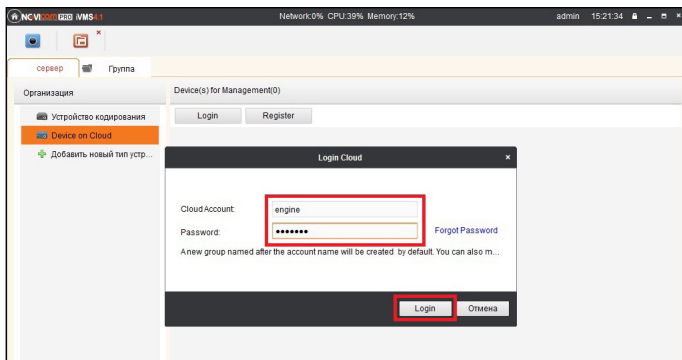 NOVIcom PRO iVMS4.1 Network:0% CPU:39% Memory:12% admin 15:21:34
сервер Группа
Организация Device(s) for Management(0)
Устройство кодирования Login Register
Device on Cloud
Добавить новый тип устр...
Login Cloud
Cloud Account: engine
Password: ●●●●●●● Forgot Password
A new group named after the account name will be created by default. You can also m...
Login Отмена